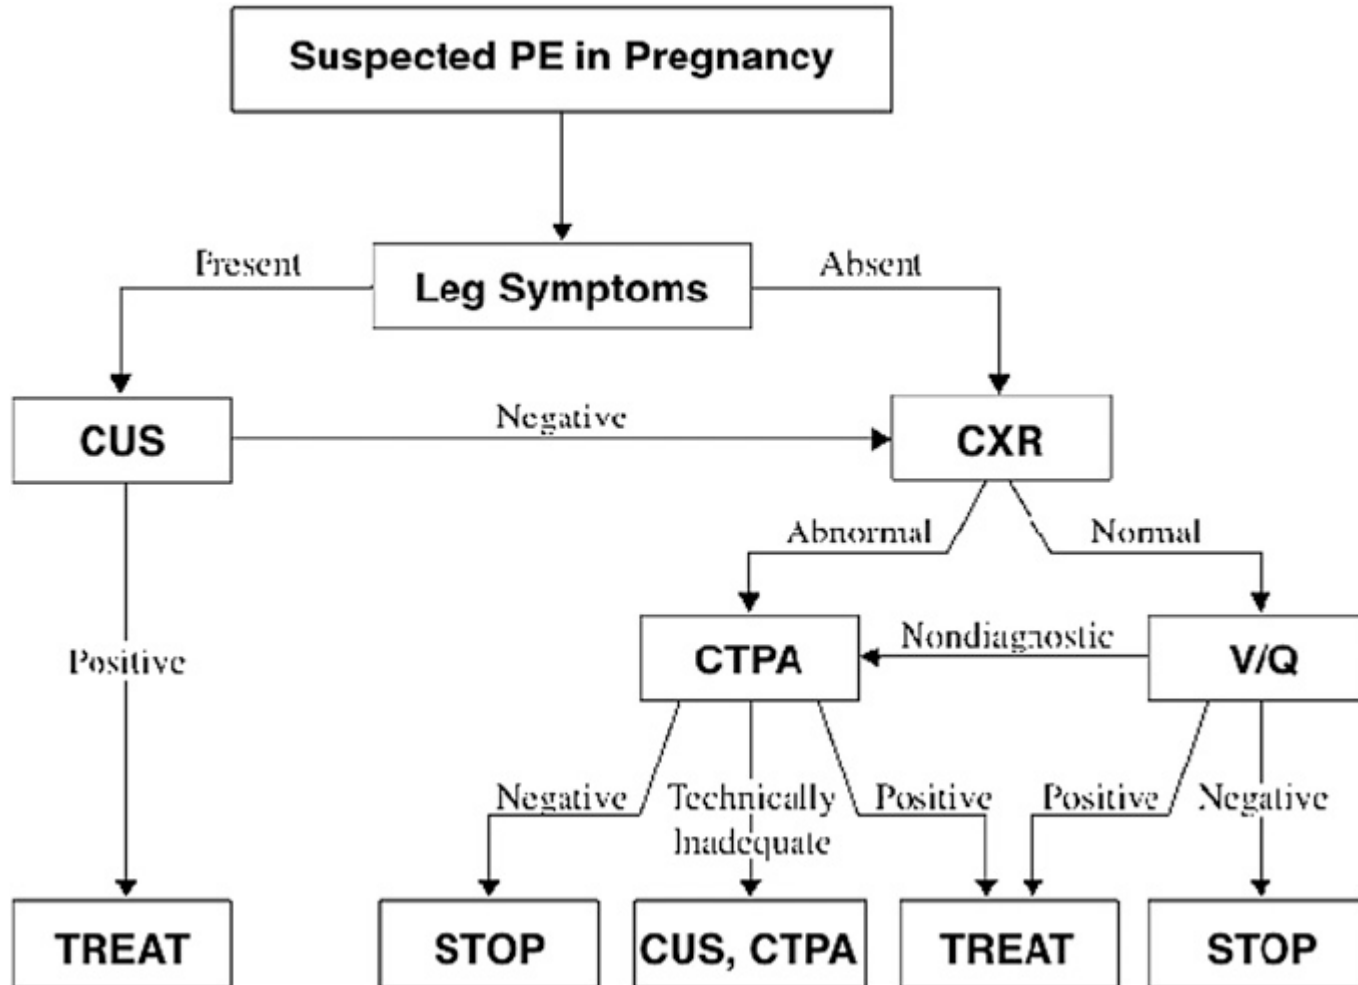 Suspected PE in Pregnancy
Present
Absent
Leg Symptoms
Negative
CUS
CXR
Abnormal
Normal
Positive
Nondiagnostic
CTPA
V/Q
Negative
Technically
Inadequate
Positive
Positive
Negative
TREAT
STOP
CUS, CTPA
TREAT
STOP